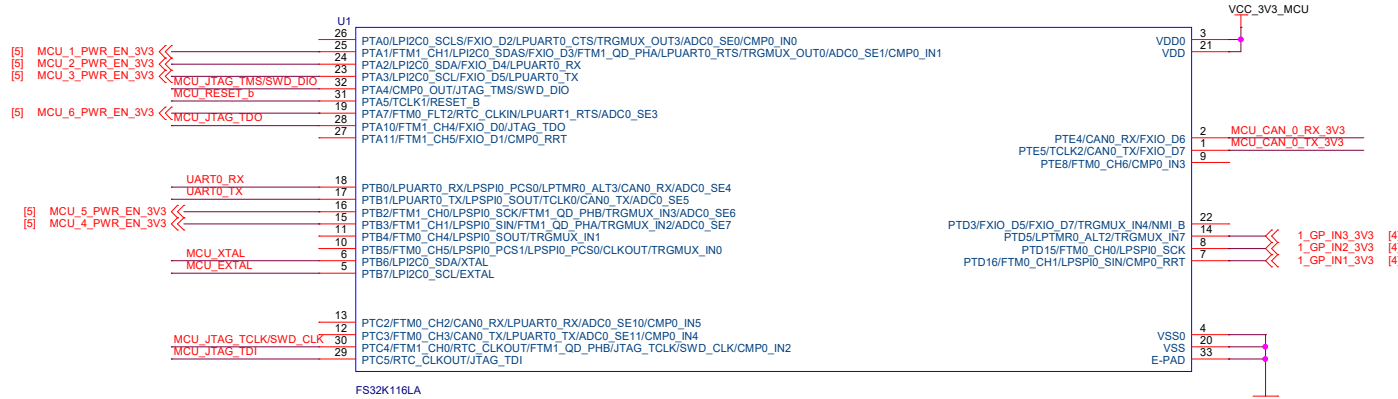 VCC_3V3_MCU
U1
26 PTA0/LPI2C0_SCLS/FXIO_D2/LPUART0_CTS/TRGMUX_OUT3/ADC0_SE0/CMP0_IN0 VDD0 3
[5] MCU_1_PWR_EN_3V3 25 PTA1/FTM1_CH1/LPI2C0_SDAS/FXIO_D3/FTM1_QD_PHA/LPUART0_RTS/TRGMUX_OUT0/ADC0_SE1/CMP0_IN1 VDD 21
[5] MCU_2_PWR_EN_3V3 24 PTA2/LPI2C0_SDA/FXIO_D4/LPUART0_RX
[5] MCU_3_PWR_EN_3V3 23 PTA3/LPI2C0_SCL/FXIO_D5/LPUART0_TX
MCU_JTAG_TMS/SWD_DIO 32 PTA4/CMP0_OUT/JTAG_TMS/SWD_DIO
MCU_RESET_b 31 PTA5/TCLK1/RESET_B
[5] MCU_6_PWR_EN_3V3 19 PTA7/FTM0_FLT2/RTC_CLKIN/LPUART1_RTS/ADC0_SE3
MCU_JTAG_TDO 28 PTA10/FTM1_CH4/FXIO_D0/JTAG_TDO
27 PTA11/FTM1_CH5/FXIO_D1/CMP0_RRT PTE4/CAN0_RX/FXIO_D6 2 MCU_CAN_0_RX_3V3
PTE5/TCLK2/CAN0_TX/FXIO_D7 1 MCU_CAN_0_TX_3V3
PTE8/FTM0_CH6/CMP0_IN3 9
UART0_RX 18 PTB0/LPUART0_RX/LPSPI0_PCS0/LPTMR0_ALT3/CAN0_RX/ADC0_SE4
UART0_TX 17 PTB1/LPUART0_TX/LPSPI0_SOUT/TCLK0/CAN0_TX/ADC0_SE5
[5] MCU_5_PWR_EN_3V3 16 PTB2/FTM1_CH0/LPSPI0_SCK/FTM1_QD_PHB/TRGMUX_IN3/ADC0_SE6
[5] MCU_4_PWR_EN_3V3 15 PTB3/FTM1_CH1/LPSPI0_SIN/FTM1_QD_PHA/TRGMUX_IN2/ADC0_SE7 PTD3/FXIO_D5/FXIO_D7/TRGMUX_IN4/NMI_B 22
11 PTB4/FTM0_CH4/LPSPI0_SOUT/TRGMUX_IN1 PTD5/LPTMR0_ALT2/TRGMUX_IN7 14 1_GP_IN3_3V3 [4]
10 PTB5/FTM0_CH5/LPSPI0_PCS1/LPSPI0_PCS0/CLKOUT/TRGMUX_IN0 PTD15/FTM0_CH0/LPSPI0_SCK 8 1_GP_IN2_3V3 [4]
MCU_XTAL 6 PTB6/LPI2C0_SDA/XTAL PTD16/FTM0_CH1/LPSPI0_SIN/CMP0_RRT 7 1_GP_IN1_3V3 [4]
MCU_EXTAL 5 PTB7/LPI2C0_SCL/EXTAL
13 PTC2/FTM0_CH2/CAN0_RX/LPUART0_RX/ADC0_SE10/CMP0_IN5
12 PTC3/FTM0_CH3/CAN0_TX/LPUART0_TX/ADC0_SE11/CMP0_IN4 VSS0 4
MCU_JTAG_TCLK/SWD_CLK 30 PTC4/FTM1_CH0/RTC_CLKOUT/FTM1_QD_PHB/JTAG_TCLK/SWD_CLK/CMP0_IN2 VSS 20
MCU_JTAG_TDI 29 PTC5/RTC_CLKOUT/JTAG_TDI E-PAD 33
FS32K116LA